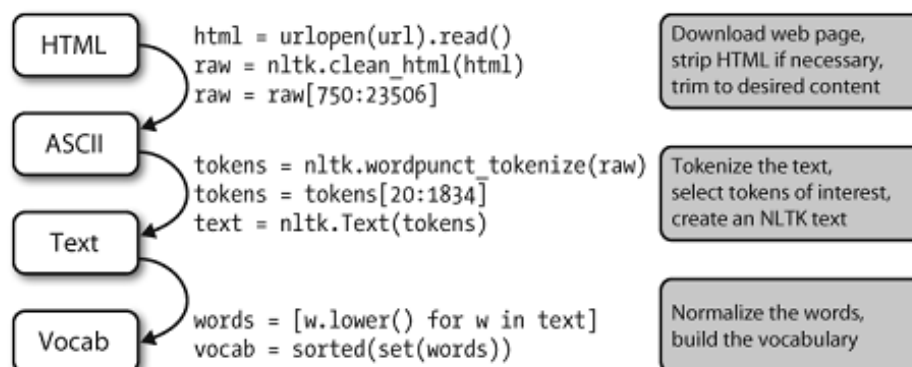 HTML
html = urlopen(url).read()
raw = nltk.clean_html(html)
raw = raw[750:23506]
Download web page,
strip HTML if necessary,
trim to desired content
ASCII
tokens = nltk.wordpunct_tokenize(raw)
tokens = tokens[20:1834]
text = nltk.Text(tokens)
Tokenize the text,
select tokens of interest,
create an NLTK text
Text
words = [w.lower() for w in text]
vocab = sorted(set(words))
Normalize the words,
build the vocabulary
Vocab